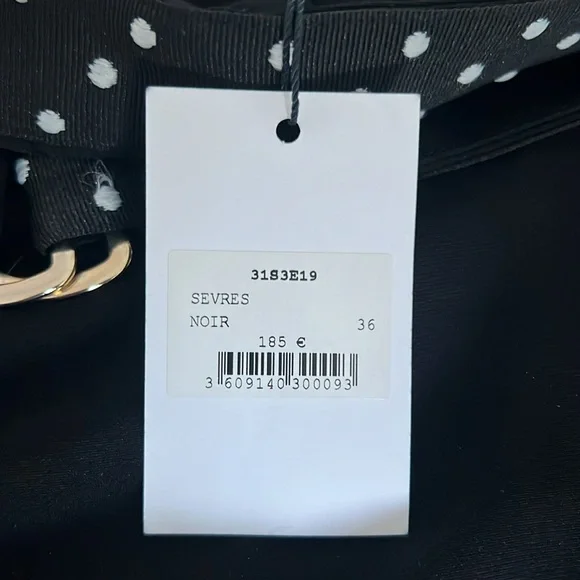 31S3E19
SEVRES
NOIR 36
185 €
3 609140 300093